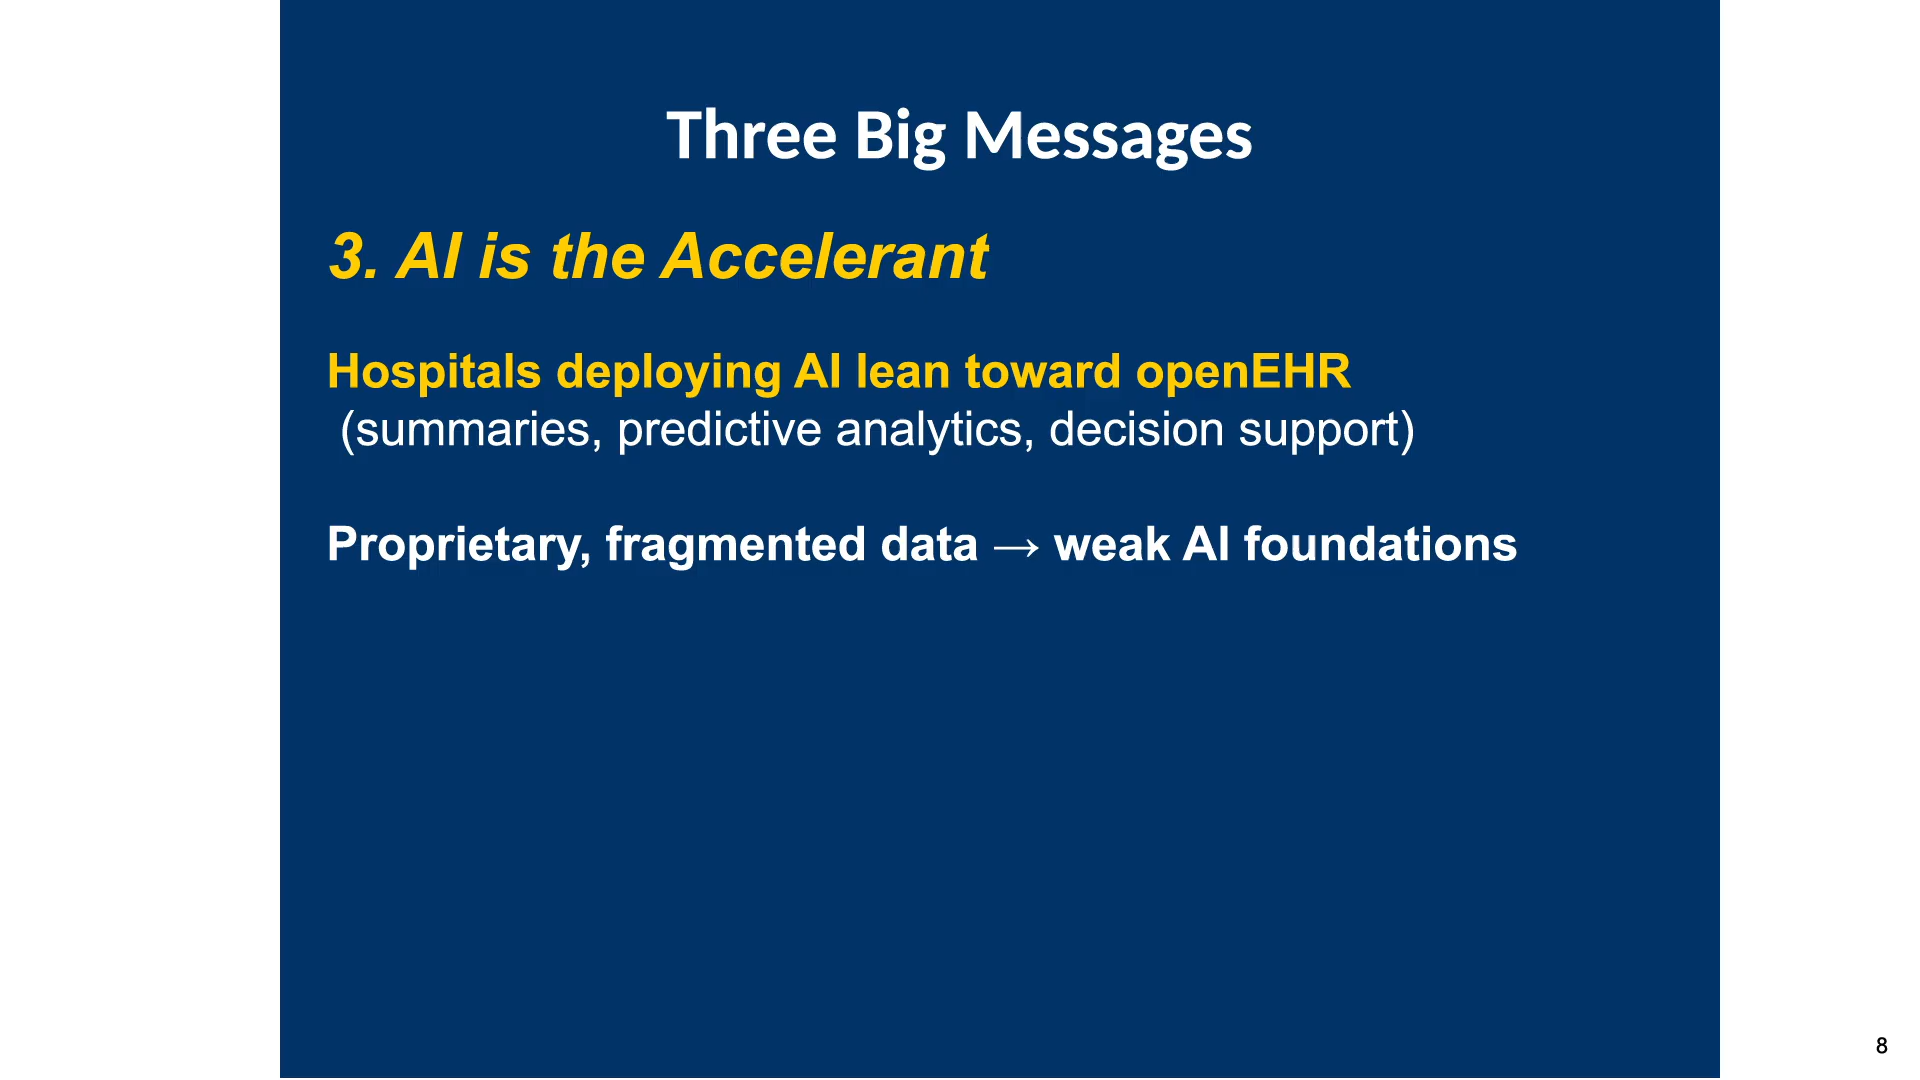 Three Big Messages
3. AI is the Accelerant
Hospitals deploying AI lean toward openEHR
(summaries, predictive analytics, decision support)
Proprietary, fragmented data → weak AI foundations
8